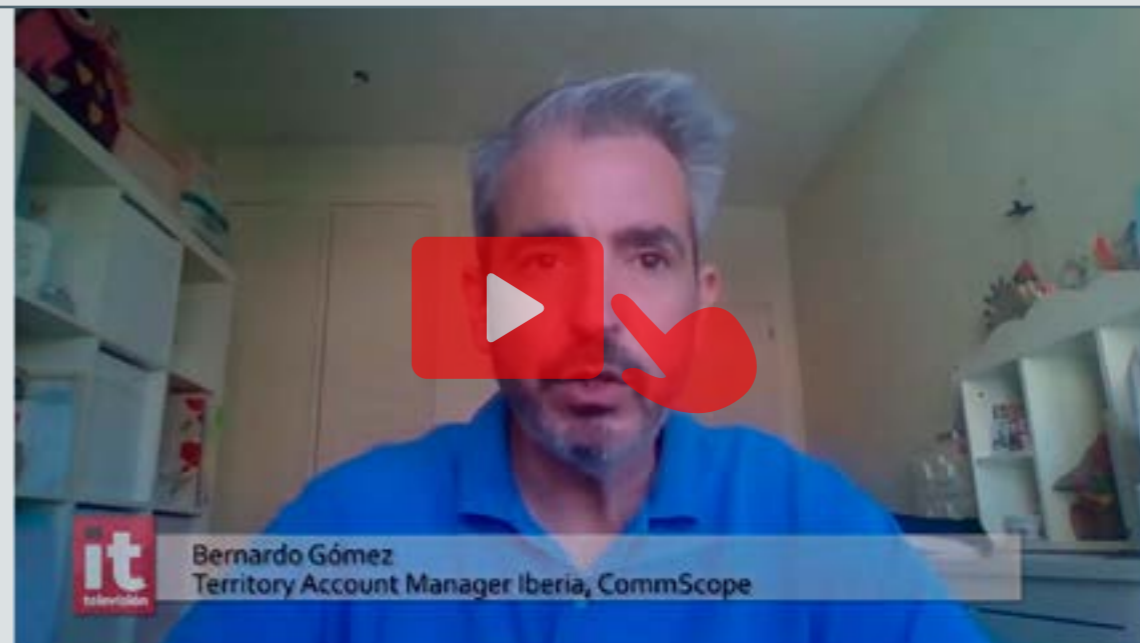 Bernardo Gómez
Territory Account Manager Iberia, CommScope
it
televisión